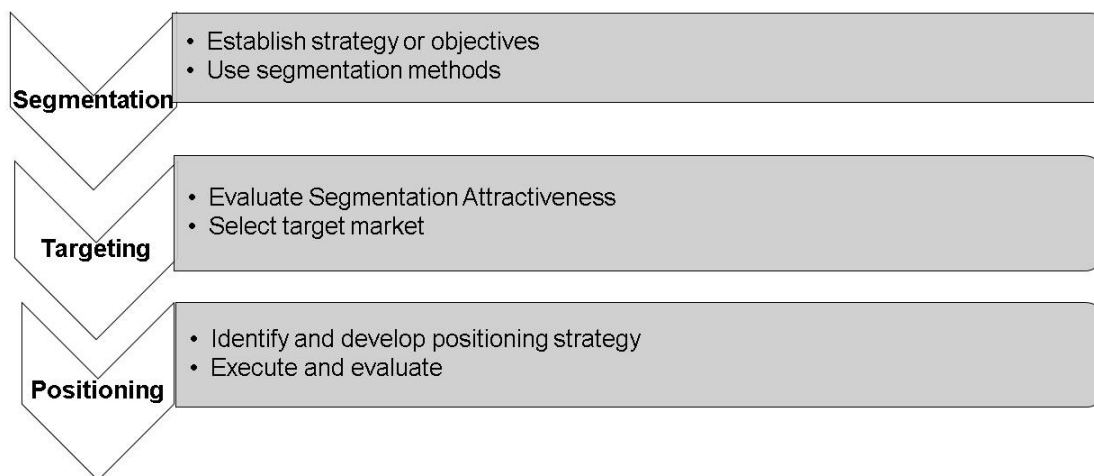 Segmentation
• Establish strategy or objectives
• Use segmentation methods
Targeting
• Evaluate Segmentation Attractiveness
• Select target market
Positioning
• Identify and develop positioning strategy
• Execute and evaluate